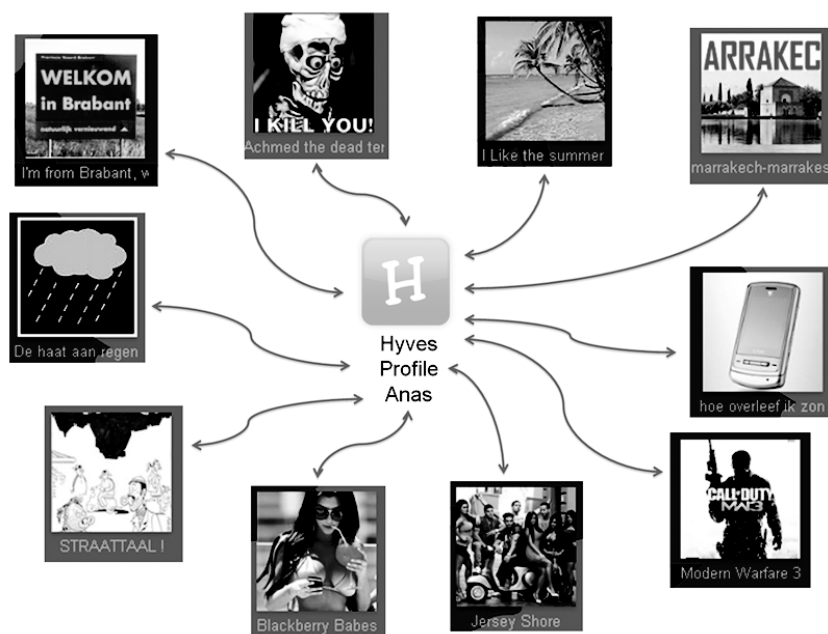 WELKOM
in Brabant
natuurlijk vernieuwend
I'm from Brabant, w
I KILL YOU!
Achmed the dead ter
I Like the summer
ARRAKEC
marrakech-marrakes
De haat aan regen
H
Hyves
Profile
Anas
hoe overleef ik zon
STRAATTAAL !
Blackberry Babes
Jersey Shore
CALL OF DUTY
MW3
Modern Warfare 3